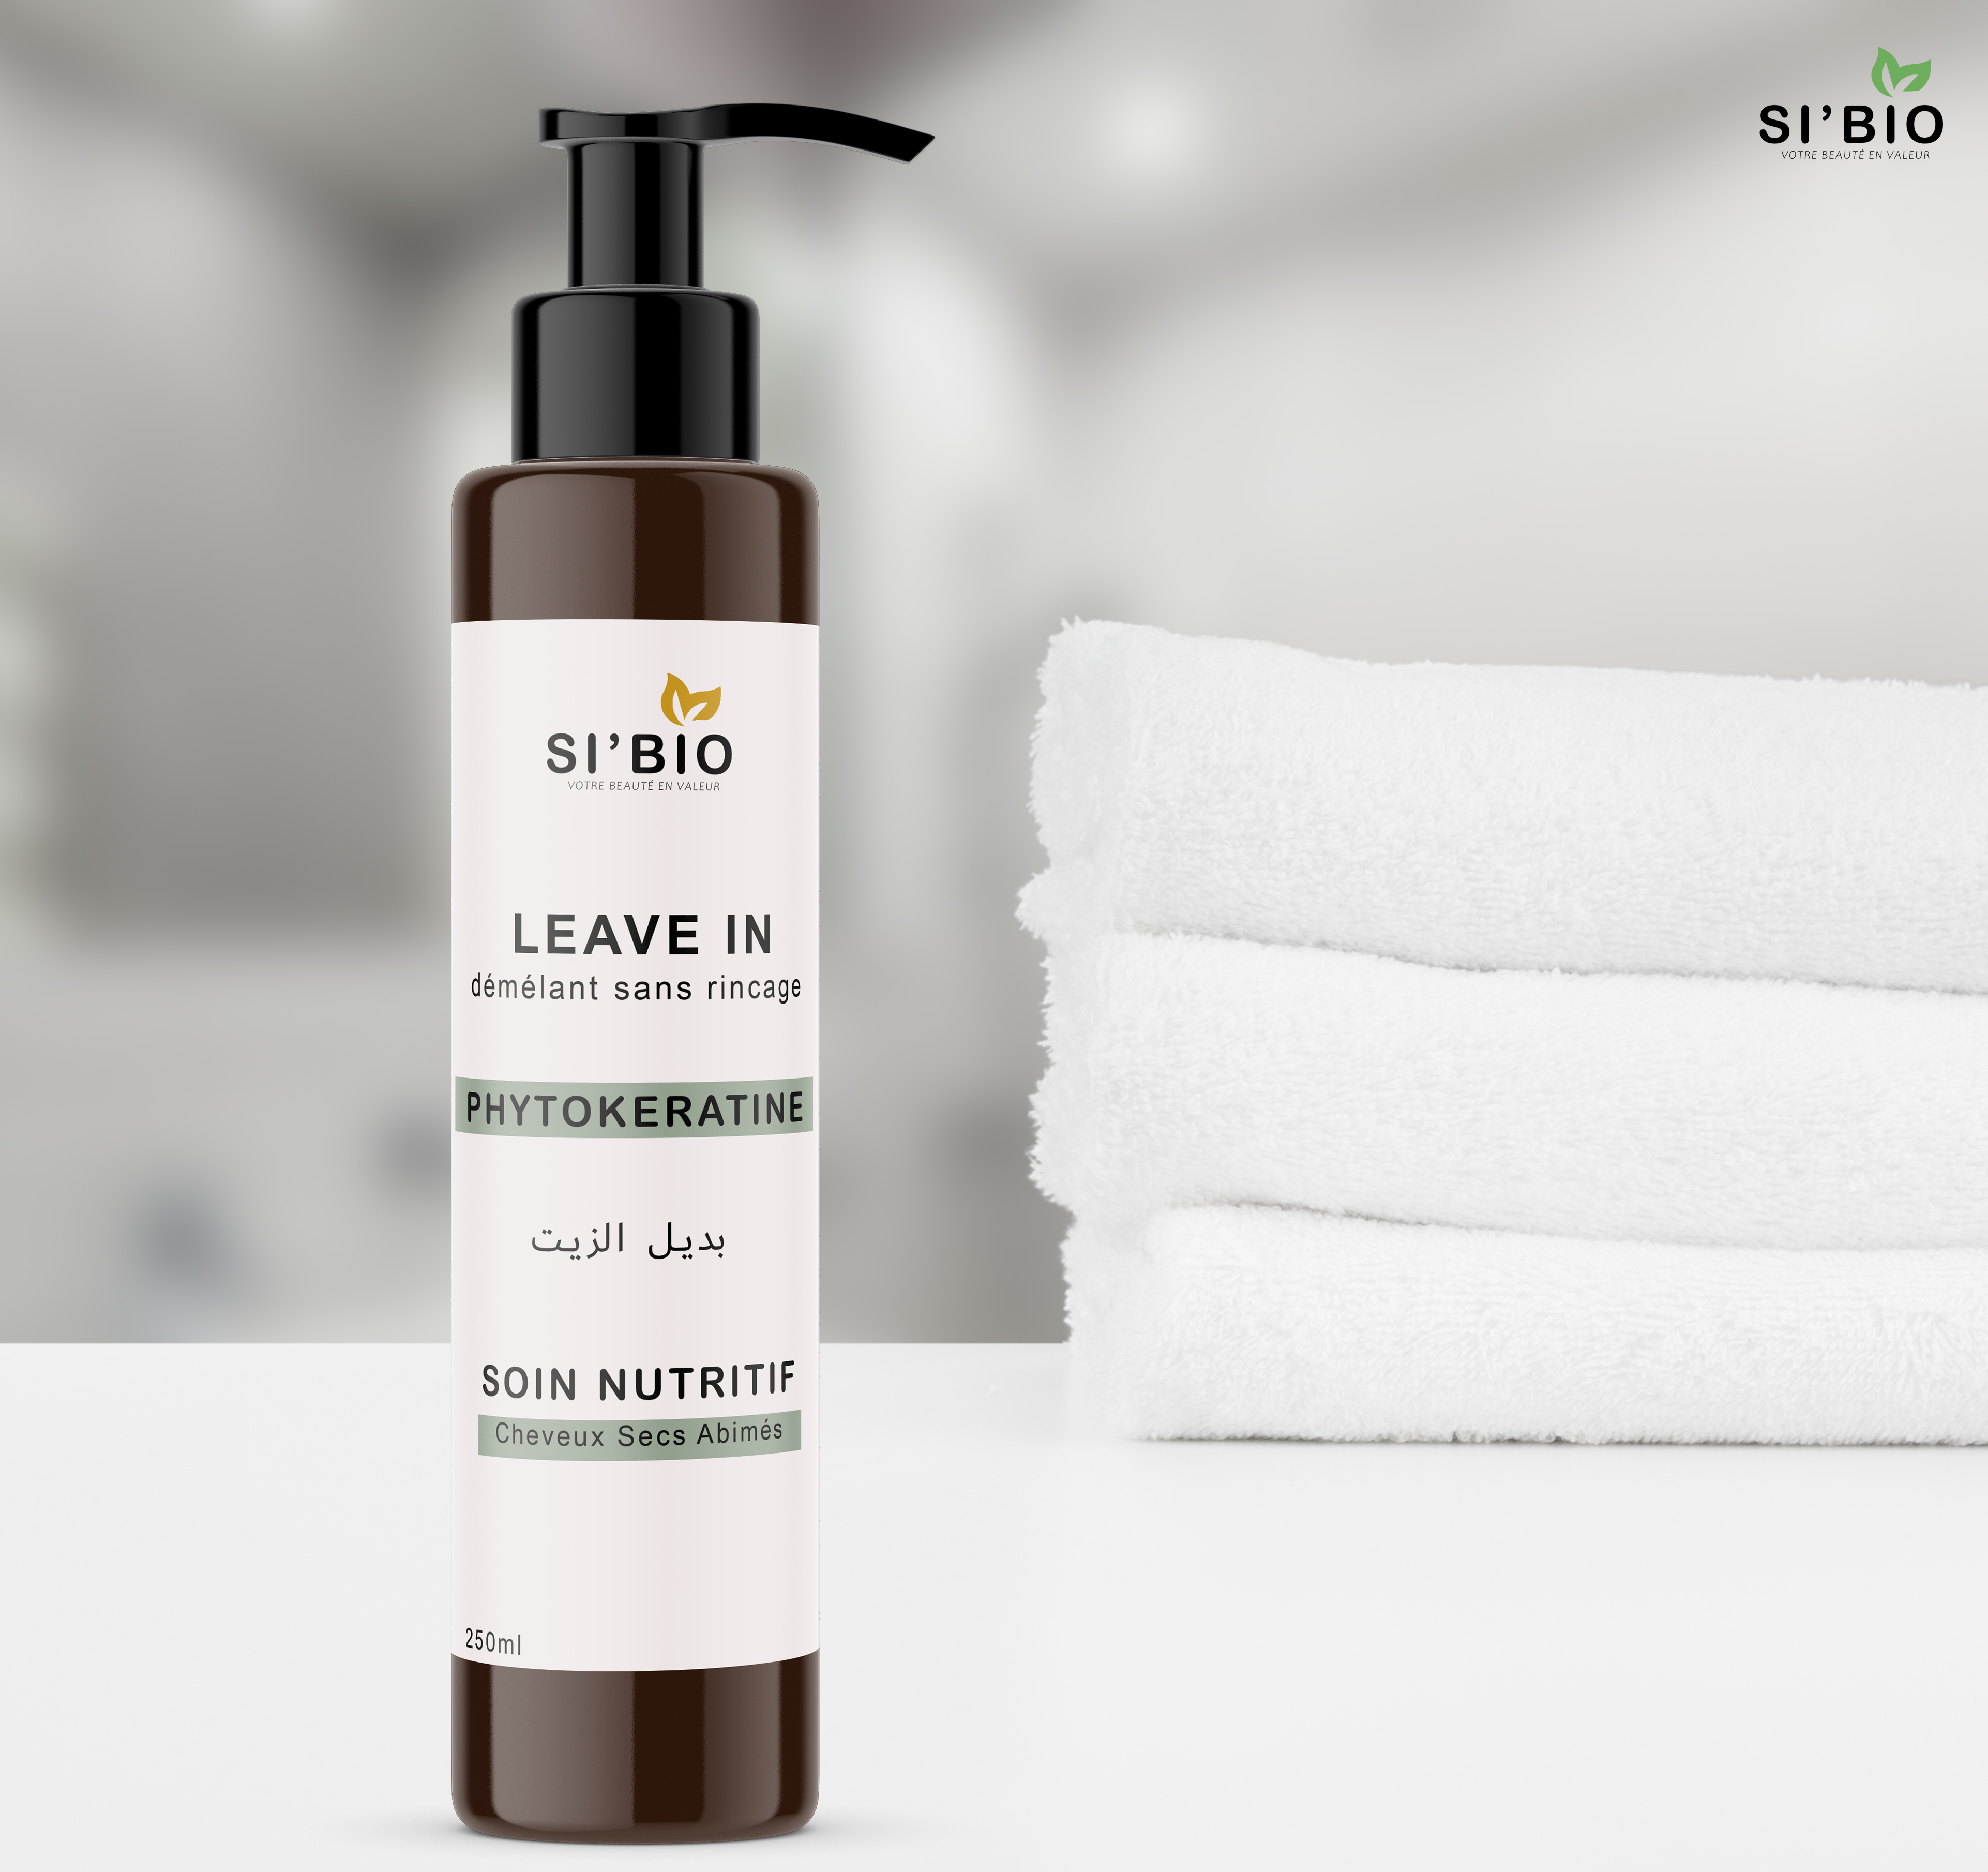 SI’BIO
VOTRE BEAUTÉ EN VALEUR
SI’BIO
VOTRE BEAUTÉ EN VALEUR
LEAVE IN
démélant sans rincage
PHYTOKERATINE
بديل الزيت
SOIN NUTRITIF
Cheveux Secs Abimés
250ml